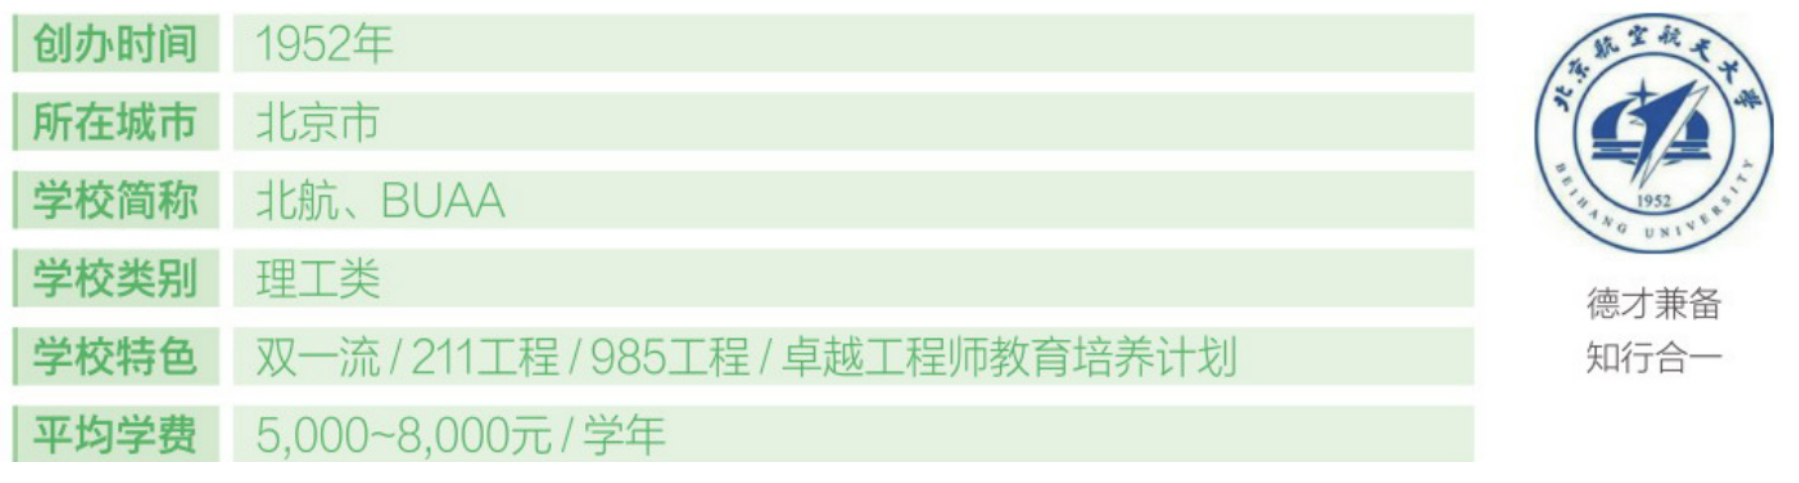 创办时间 1952年
所在城市 北京市
学校简称 北航、BUAA
学校类别 理工类
学校特色 双一流 / 211工程 / 985工程 / 卓越工程师教育培养计划
平均学费 5,000~8,000元 / 学年
北京航空航天大学
1952
BEIHANG UNIVERSITY
德才兼备
知行合一